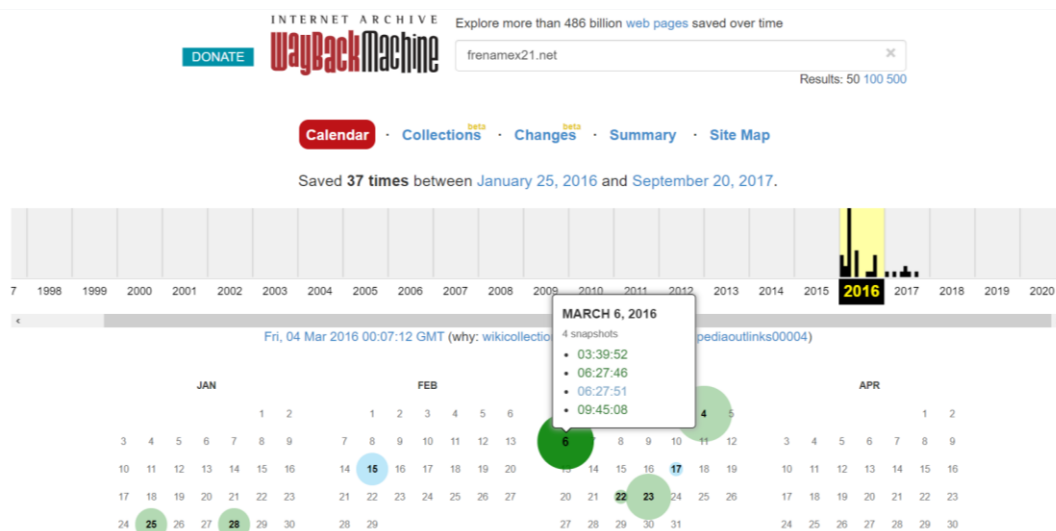 INTERNET ARCHIVE
Explore more than 486 billion web pages saved over time
DONATE
WayBackMachine
frenamex21.net ×
Results: 50 100 500
Calendar · Collections beta · Changes beta · Summary · Site Map
Saved 37 times between January 25, 2016 and September 20, 2017.
7 1998 1999 2000 2001 2002 2003 2004 2005 2006 2007 2008 2009 2010 2011 2012 2013 2014 2015 2016 2017 2018 2019 2020
Fri, 04 Mar 2016 00:07:12 GMT (why: wikicollectio pediaoutlinks00004)
MARCH 6, 2016
4 snapshots
• 03:39:52
• 06:27:46
• 06:27:51
• 09:45:08
JAN FEB APR
1 2 1 2 3 4 5 6 4 5 1 2
3 4 5 6 7 8 9 7 8 9 10 11 12 13 6 7 8 9 10 11 12 3 4 5 6 7 8 9
10 11 12 13 14 15 16 14 15 16 17 18 19 20 13 14 15 16 17 18 19 10 11 12 13 14 15 16
17 18 19 20 21 22 23 21 22 23 24 25 26 27 20 21 22 23 24 25 26 17 18 19 20 21 22 23
24 25 26 27 28 29 30 28 29 27 28 29 30 31 24 25 26 27 28 29 30